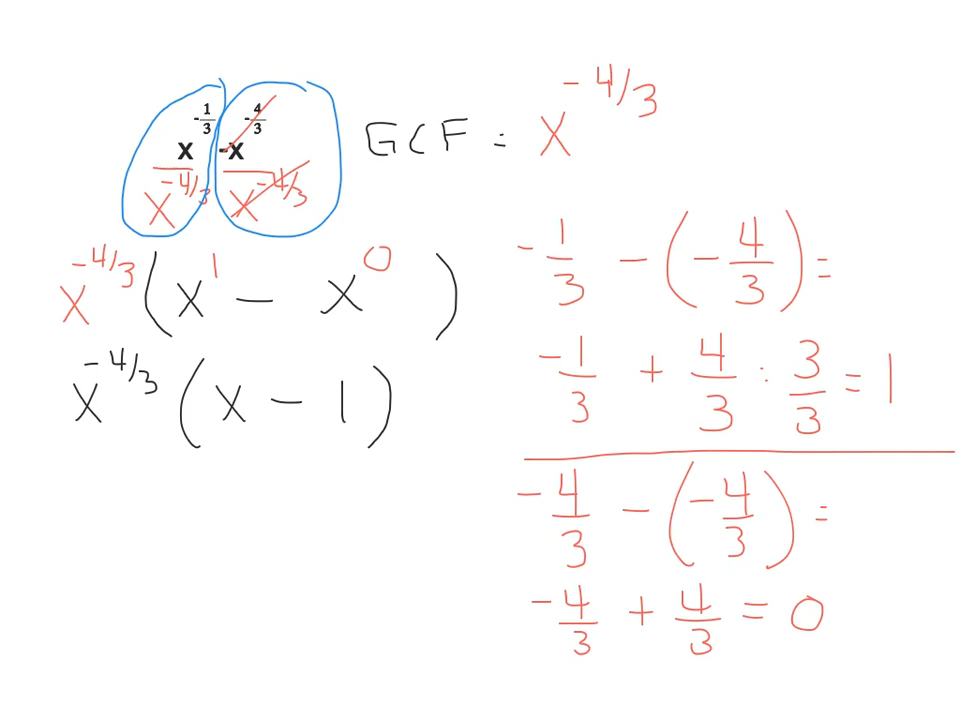 x^{-1/3} - x^{-4/3} GCF = x^{-4/3}
x^{-4/3} x^{-4/3}
x^{-4/3} (x^1 - x^0)
x^{-4/3} (x - 1)
-1/3 - (-4/3) =
-1/3 + 4/3 : 3/3 = 1
-4/3 - (-4/3) =
-4/3 + 4/3 = 0